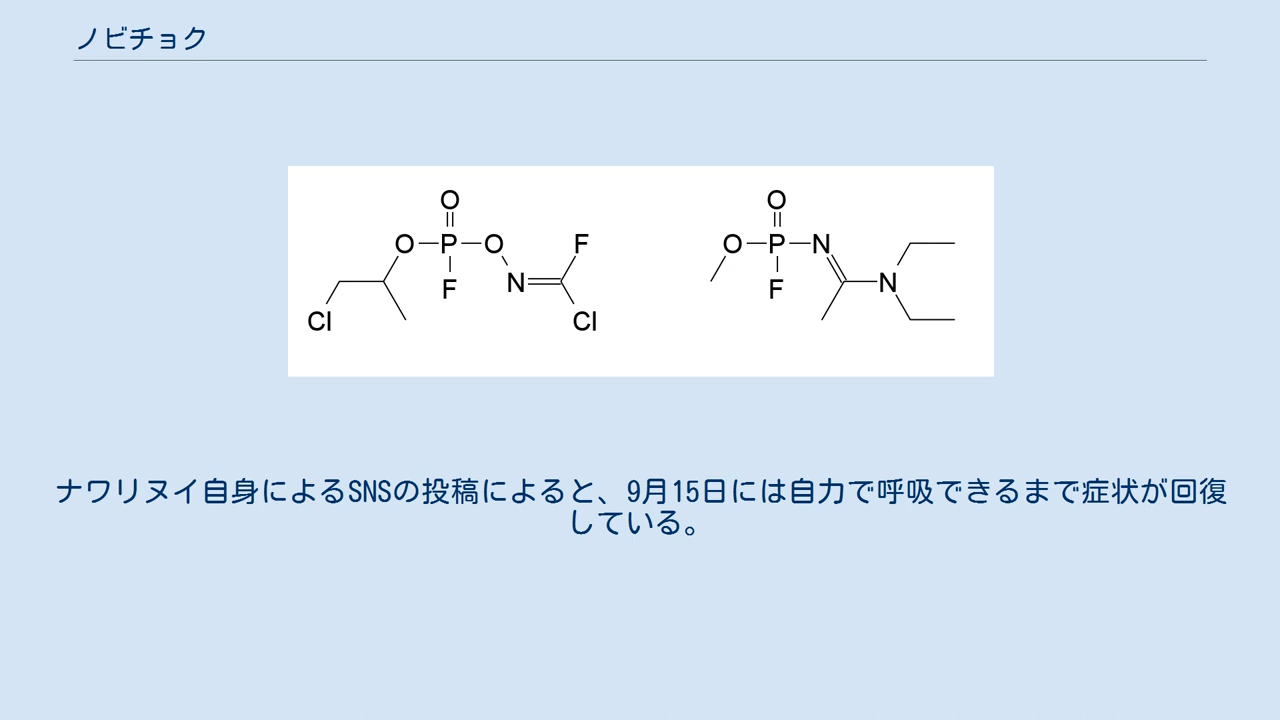 ノビチョク
O O
O P O F O P N
F N F N
Cl Cl
ナワリヌイ自身によるSNSの投稿によると、9月15日には自力で呼吸できるまで症状が回復
している。